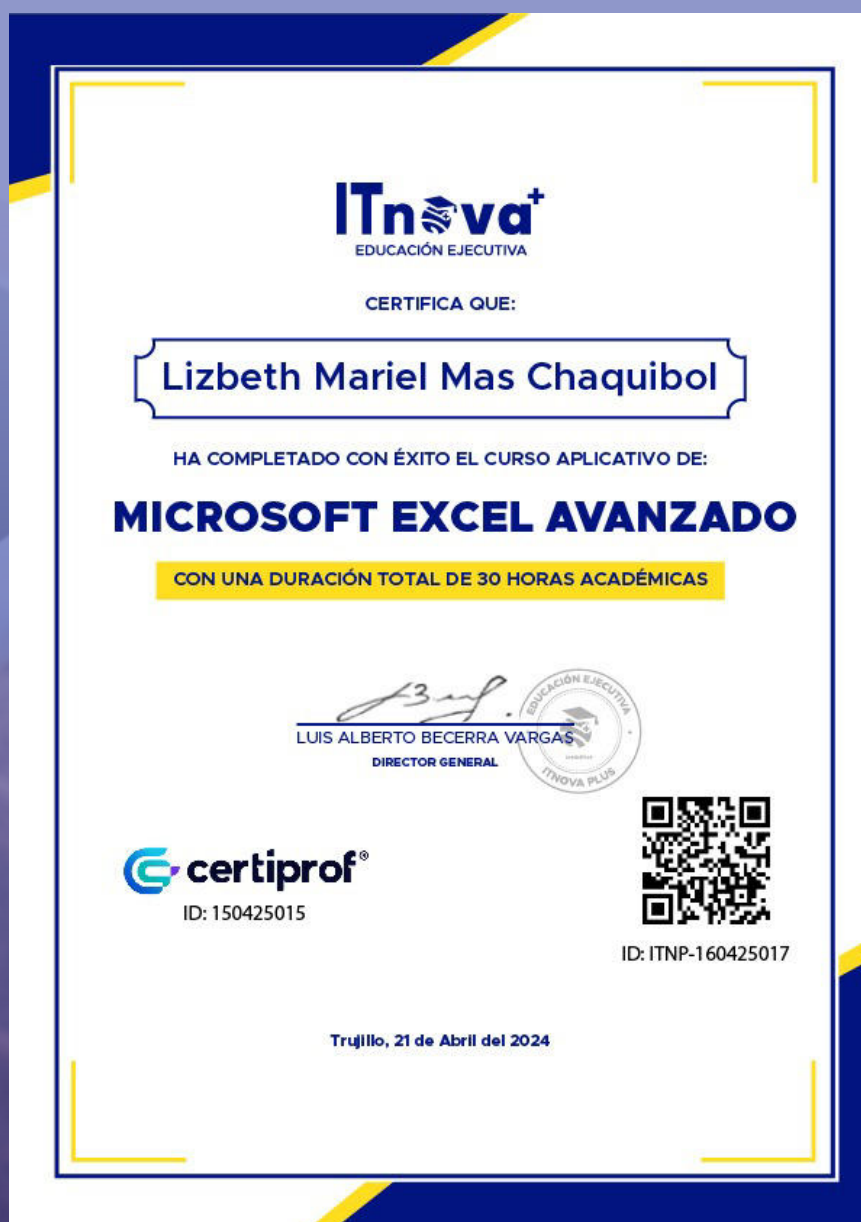 ITnova+
EDUCACIÓN EJECUTIVA
CERTIFICA QUE:
Lizbeth Mariel Mas Chaquibol
HA COMPLETADO CON ÉXITO EL CURSO APLICATIVO DE:
MICROSOFT EXCEL AVANZADO
CON UNA DURACIÓN TOTAL DE 30 HORAS ACADÉMICAS
LUIS ALBERTO BECERRA VARGAS
DIRECTOR GENERAL
EDUCACIÓN EJECUTIVA
ITNOVA PLUS
certiprof®
ID: 150425015
ID: ITNP-160425017
Trujillo, 21 de Abril del 2024